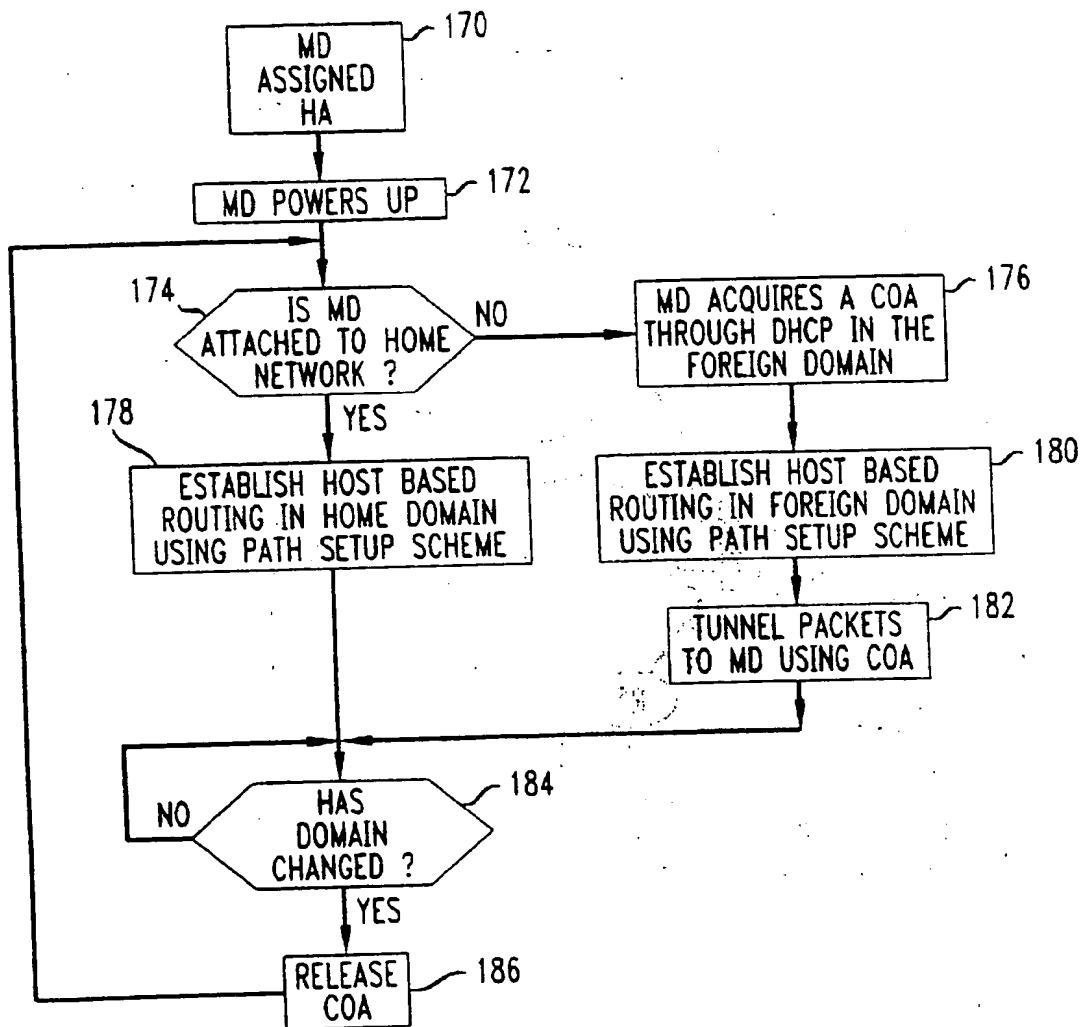 170
MD
ASSIGNED
HA
172
MD POWERS UP
174
IS MD
ATTACHED TO HOME
NETWORK ?
NO
YES
176
MD ACQUIRES A COA
THROUGH DHCP IN THE
FOREIGN DOMAIN
178
ESTABLISH HOST BASED
ROUTING IN HOME DOMAIN
USING PATH SETUP SCHEME
180
ESTABLISH HOST BASED
ROUTING IN FOREIGN DOMAIN
USING PATH SETUP SCHEME
182
TUNNEL PACKETS
TO MD USING COA
184
HAS
DOMAIN
CHANGED ?
NO
YES
186
RELEASE
COA